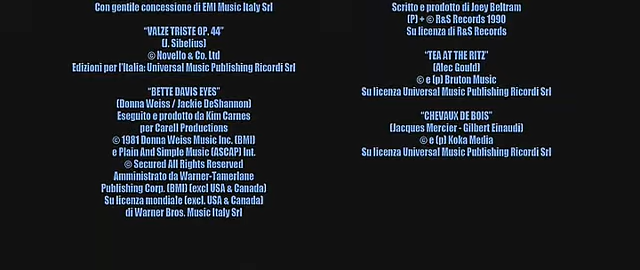 Con gentile concessione di EMI Music Italy Srl
“VALZE TRISTE OP. 44”
(J. Sibelius)
© Novello & Co. Ltd
Edizioni per l'Italia: Universal Music Publishing Ricordi Srl
“BETTE DAVIS EYES”
(Donna Weiss / Jackie DeShannon)
Eseguito e prodotto da Kim Carnes
per Carell Productions
© 1981 Donna Weiss Music Inc. (BMI)
e Plain And Simple Music (ASCAP) Int.
© Secured All Rights Reserved
Amministrato da Warner-Tamerlane
Publishing Corp. (BMI) (excl USA & Canada)
Su licenza mondiale (excl. USA & Canada)
di Warner Bros. Music Italy Srl
Scritto e prodotto di Joey Beltram
(P) + © R&S Records 1990
Su licenza di R&S Records
“TEA AT THE RITZ”
(Alec Gould)
© e (p) Bruton Music
Su licenza Universal Music Publishing Ricordi Srl
“CHEVAUX DE BOIS”
(Jacques Mercier - Gilbert Einaudi)
© e (p) Koka Media
Su licenza Universal Music Publishing Ricordi Srl